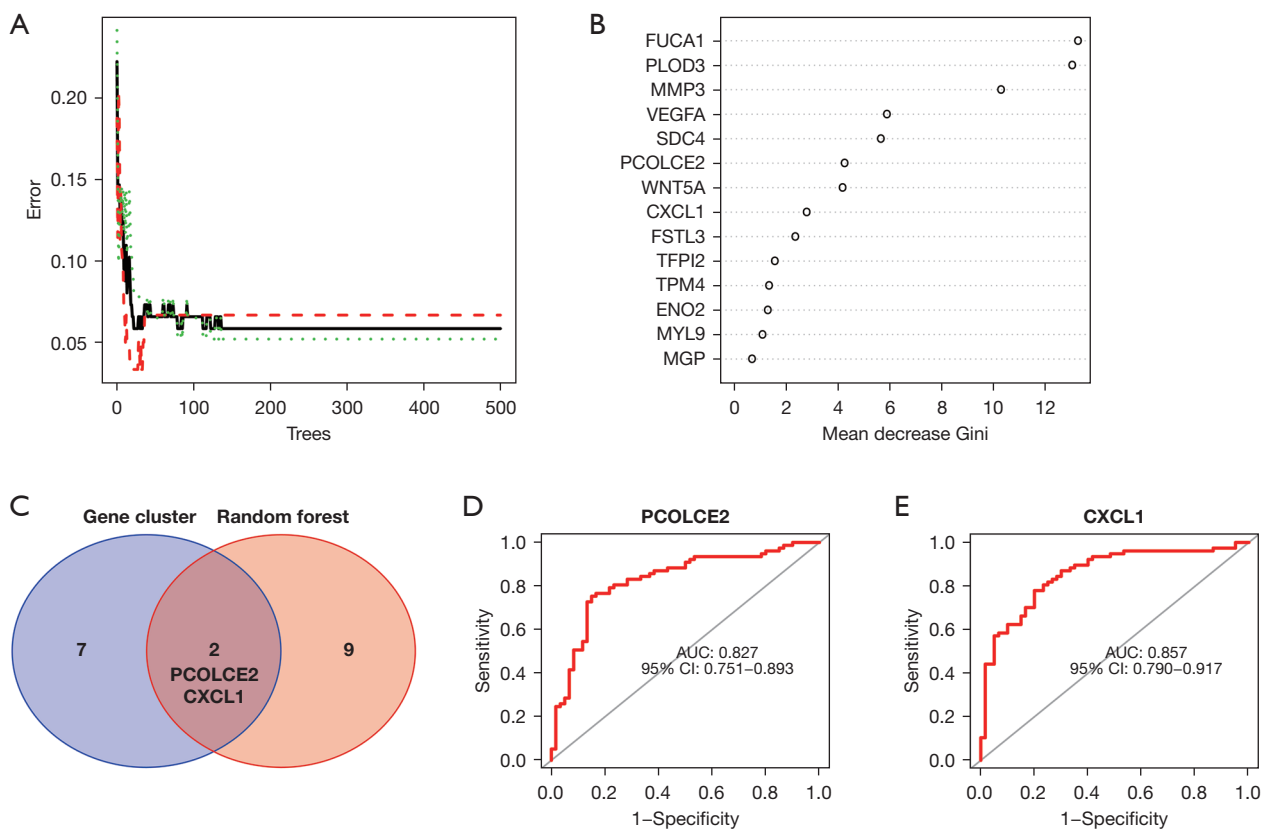 A
0.20
0.15
0.10
0.05
Error
0 100 200 300 400 500
Trees
B
FUCA1
PLOD3
MMP3
VEGFA
SDC4
PCOLCE2
WNT5A
CXCL1
FSTL3
TFPI2
TPM4
ENO2
MYL9
MGP
0 2 4 6 8 10 12
Mean decrease Gini
C
Gene cluster Random forest
7 2 9
PCOLCE2
CXCL1
D
PCOLCE2
1.0
0.8
0.6
0.4
0.2
0.0
Sensitivity
AUC: 0.827
95% CI: 0.751–0.893
0.0 0.2 0.4 0.6 0.8 1.0
1–Specificity
E
CXCL1
1.0
0.8
0.6
0.4
0.2
0.0
Sensitivity
AUC: 0.857
95% CI: 0.790–0.917
0.0 0.2 0.4 0.6 0.8 1.0
1–Specificity